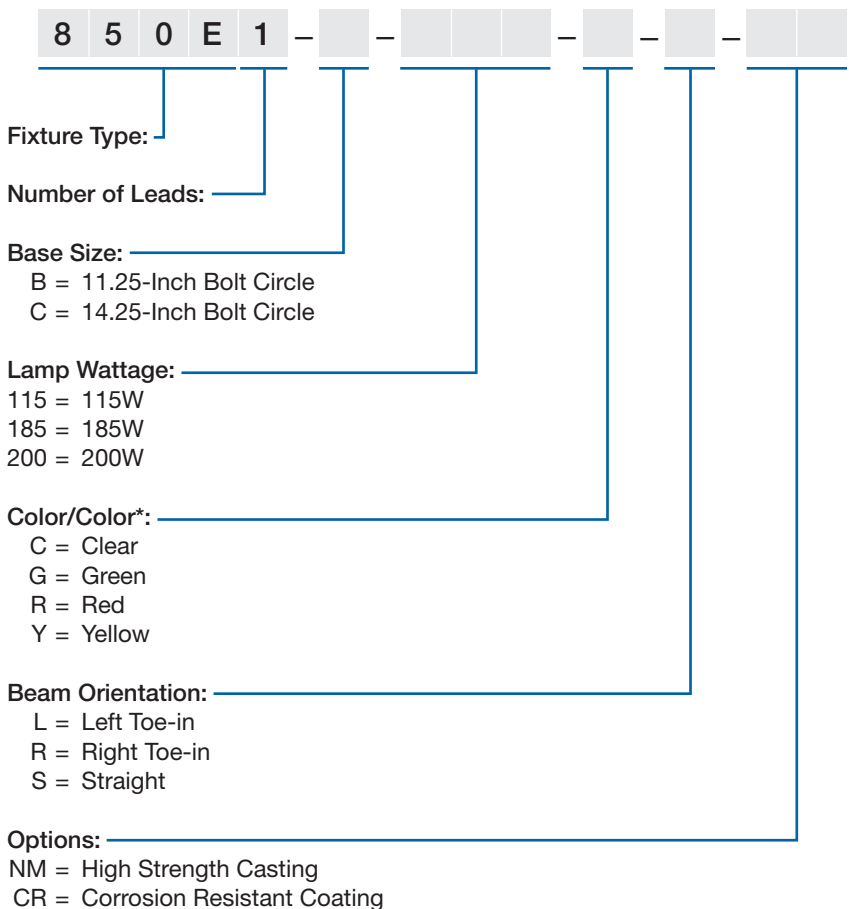 8 5 0 E 1 – – – – –
Fixture Type:
Number of Leads:
Base Size:
B = 11.25-Inch Bolt Circle
C = 14.25-Inch Bolt Circle
Lamp Wattage:
115 = 115W
185 = 185W
200 = 200W
Color/Color*:
C = Clear
G = Green
R = Red
Y = Yellow
Beam Orientation:
L = Left Toe-in
R = Right Toe-in
S = Straight
Options:
NM = High Strength Casting
CR = Corrosion Resistant Coating